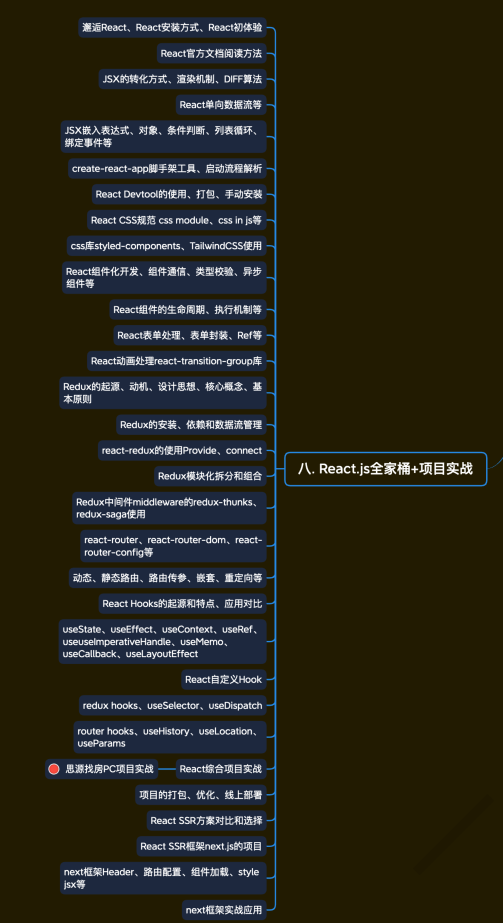 邂逅React、React安装方式、React初体验
React官方文档阅读方法
JSX的转化方式、渲染机制、DIFF算法
React单向数据流等
JSX嵌入表达式、对象、条件判断、列表循环、
绑定事件等
create-react-app脚手架工具、启动流程解析
React Devtool的使用、打包、手动安装
React CSS规范 css module、css in js等
css库styled-components、TailwindCSS使用
React组件化开发、组件通信、类型校验、异步
组件等
React组件的生命周期、执行机制等
React表单处理、表单封装、Ref等
React动画处理react-transition-group库
Redux的起源、动机、设计思想、核心概念、基
本原则
Redux的安装、依赖和数据流管理
react-redux的使用Provide、connect
八. React.js全家桶+项目实战
Redux模块化拆分和组合
Redux中间件middleware的redux-thunks、
redux-saga使用
react-router、react-router-dom、react-
router-config等
动态、静态路由、路由传参、嵌套、重定向等
React Hooks的起源和特点、应用对比
useState、useEffect、useContext、useRef、
useuseImperativeHandle、useMemo、
useCallback、useLayoutEffect
React自定义Hook
redux hooks、useSelector、useDispatch
router hooks、useHistory、useLocation、
useParams
思源找房PC项目实战
React综合项目实战
项目的打包、优化、线上部署
React SSR方案对比和选择
React SSR框架next.js的项目
next框架Header、路由配置、组件加载、style
jsx等
next框架实战应用